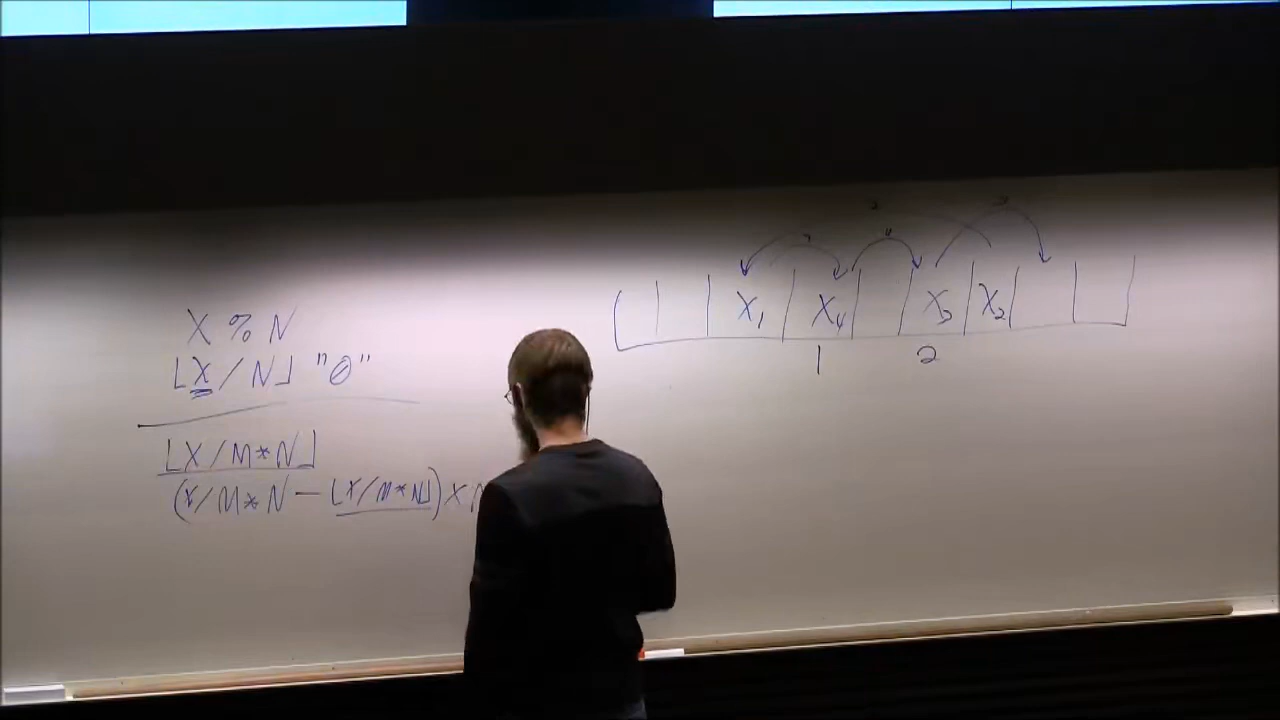 X % N
⌊X / N⌋ "0"
⌊X / M * N⌋
(X / M * N — ⌊X / M * N⌋) X N
X₁ X₄ X₃ X₂
1 2